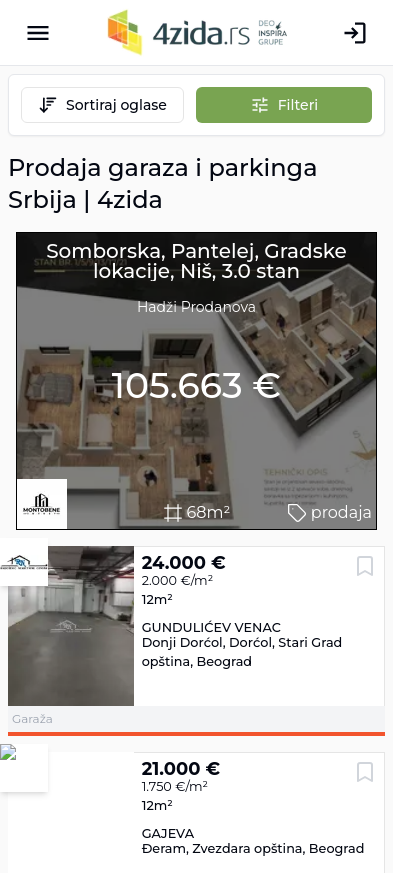 4zida.rs
DEO
INSPIRA
GRUPE
Sortiraj oglase
Filteri
Prodaja garaza i parkinga
Srbija | 4zida
Somborska, Pantelej, Gradske
lokacije, Niš, 3.0 stan
Hadži Prodanova
105.663 €
TEHNIČKI OPIS
MONTOBENE
68m²
prodaja
24.000 €
2.000 €/m²
12m²
GUNDULIĆEV VENAC
Donji Dorćol, Dorćol, Stari Grad
opština, Beograd
Garaža
21.000 €
1.750 €/m²
12m²
GAJEVA
Đeram, Zvezdara opština, Beograd